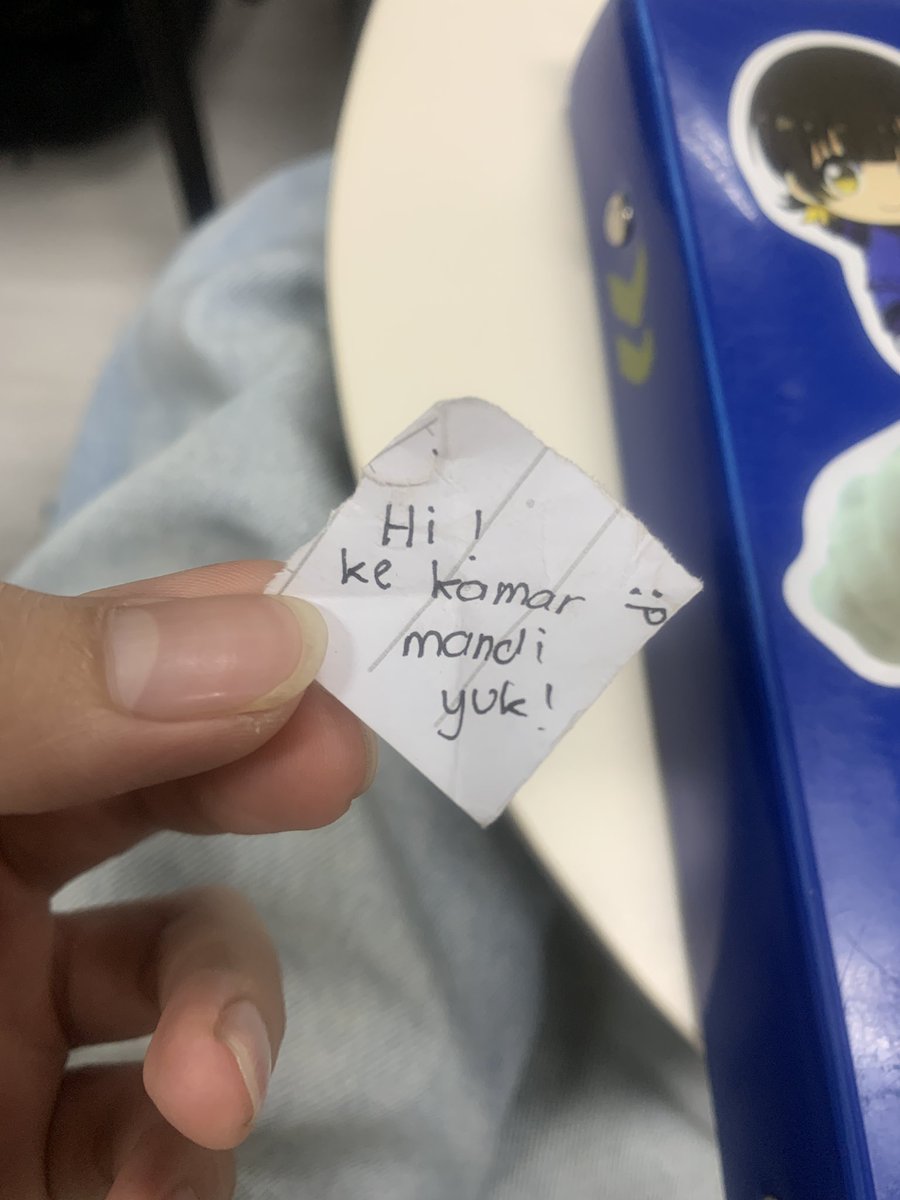 Hi !
ke kamar :P
mandi
yuk!